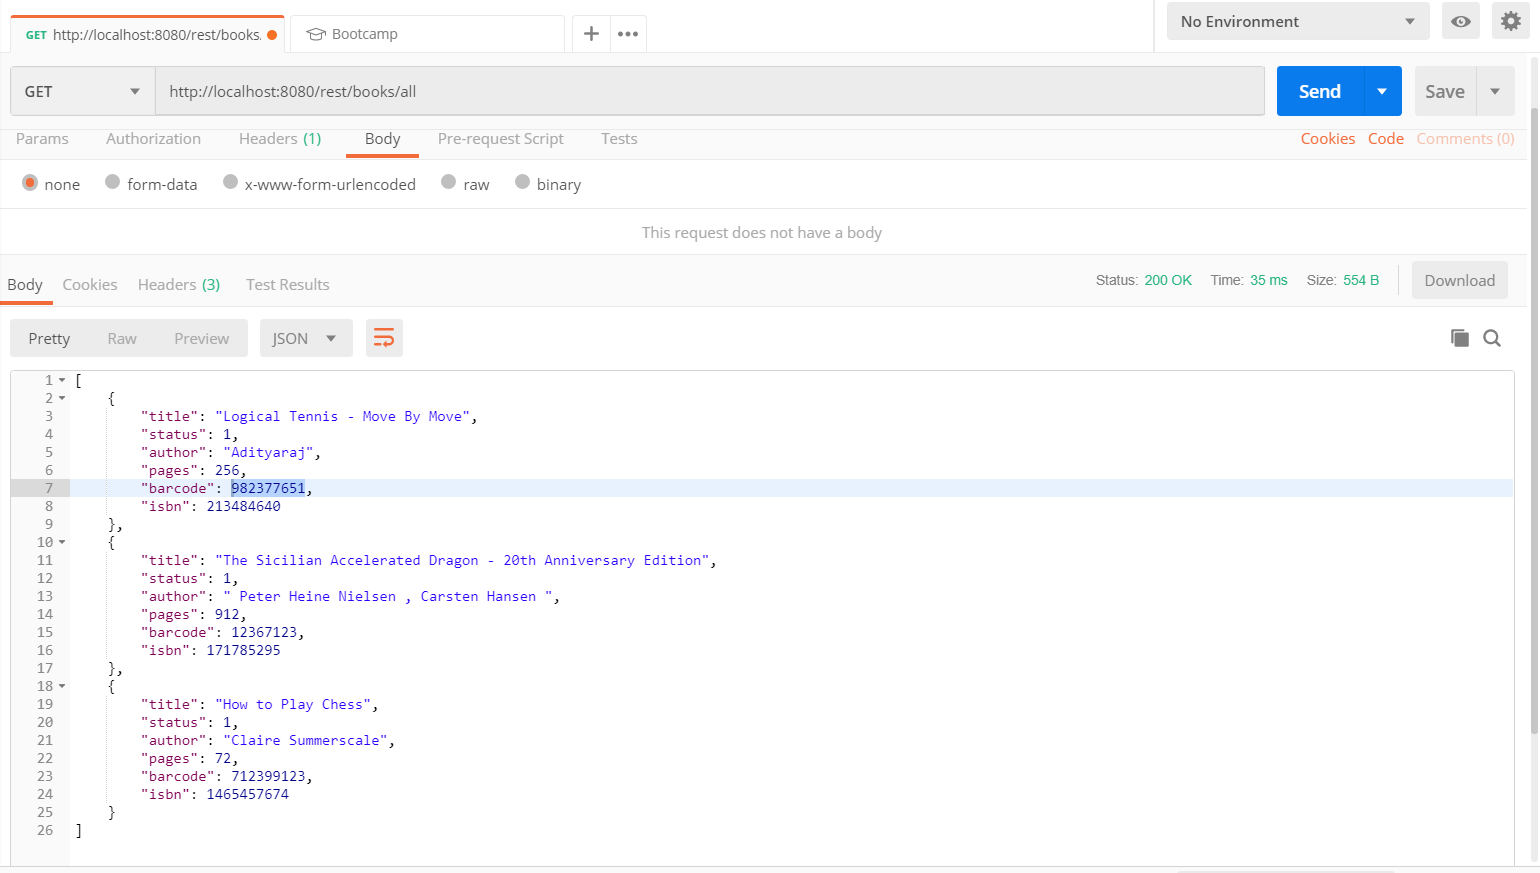 GET http://localhost:8080/rest/books. Bootcamp + ••• No Environment
GET http://localhost:8080/rest/books/all Send Save
Params Authorization Headers (1) Body Pre-request Script Tests Cookies Code Comments (0)
none form-data x-www-form-urlencoded raw binary
This request does not have a body
Body Cookies Headers (3) Test Results Status: 200 OK Time: 35 ms Size: 554 B Download
Pretty Raw Preview JSON
1 [
2 {
3 "title": "Logical Tennis - Move By Move",
4 "status": 1,
5 "author": "Adityaraj",
6 "pages": 256,
7 "barcode": 982377651,
8 "isbn": 213484640
9 },
10 {
11 "title": "The Sicilian Accelerated Dragon - 20th Anniversary Edition",
12 "status": 1,
13 "author": " Peter Heine Nielsen , Carsten Hansen ",
14 "pages": 912,
15 "barcode": 12367123,
16 "isbn": 171785295
17 },
18 {
19 "title": "How to Play Chess",
20 "status": 1,
21 "author": "Claire Summerscale",
22 "pages": 72,
23 "barcode": 712399123,
24 "isbn": 1465457674
25 }
26 ]